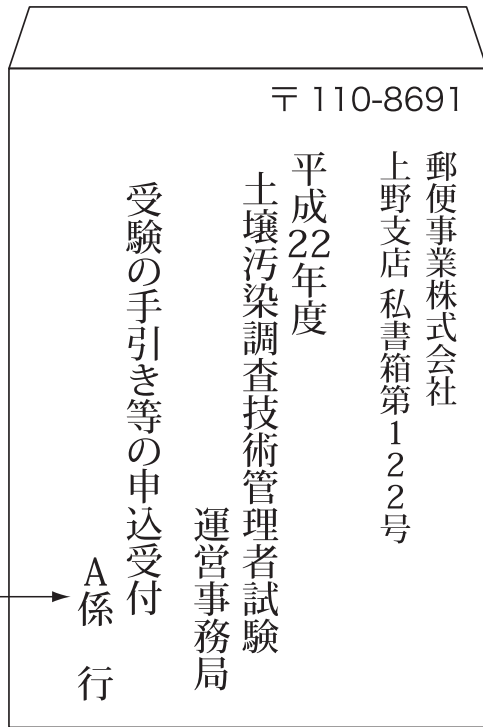 〒 110-8691
郵便事業株式会社
上野支店 私書箱第122号
平成22年度
土壌汚染調査技術管理者試験
運営事務局
受験の手引き等の申込受付
A係 行